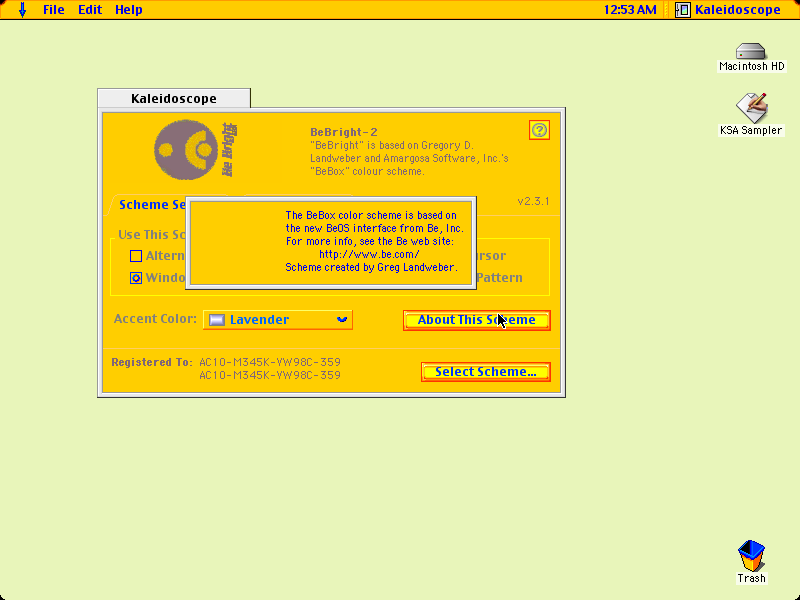 File Edit Help 12:53 AM Kaleidoscope
Macintosh HD
KSA Sampler
Kaleidoscope
Be Bright
BeBright-2
"BeBright" is based on Gregory D.
Landweber and Amargosa Software, Inc.'s
"BeBox" colour scheme.
v2.3.1
Scheme Se
The BeBox color scheme is based on
the new BeOS interface from Be, Inc.
For more info, see the Be web site:
http://www.be.com/
Scheme created by Greg Landweber.
Use This Sc
Altern
Windo
Pattern
Accent Color: Lavender
About This Scheme
Registered To: AC10-M345K-VW98C-359
AC10-M345K-VW98C-359
Select Scheme...
Trash